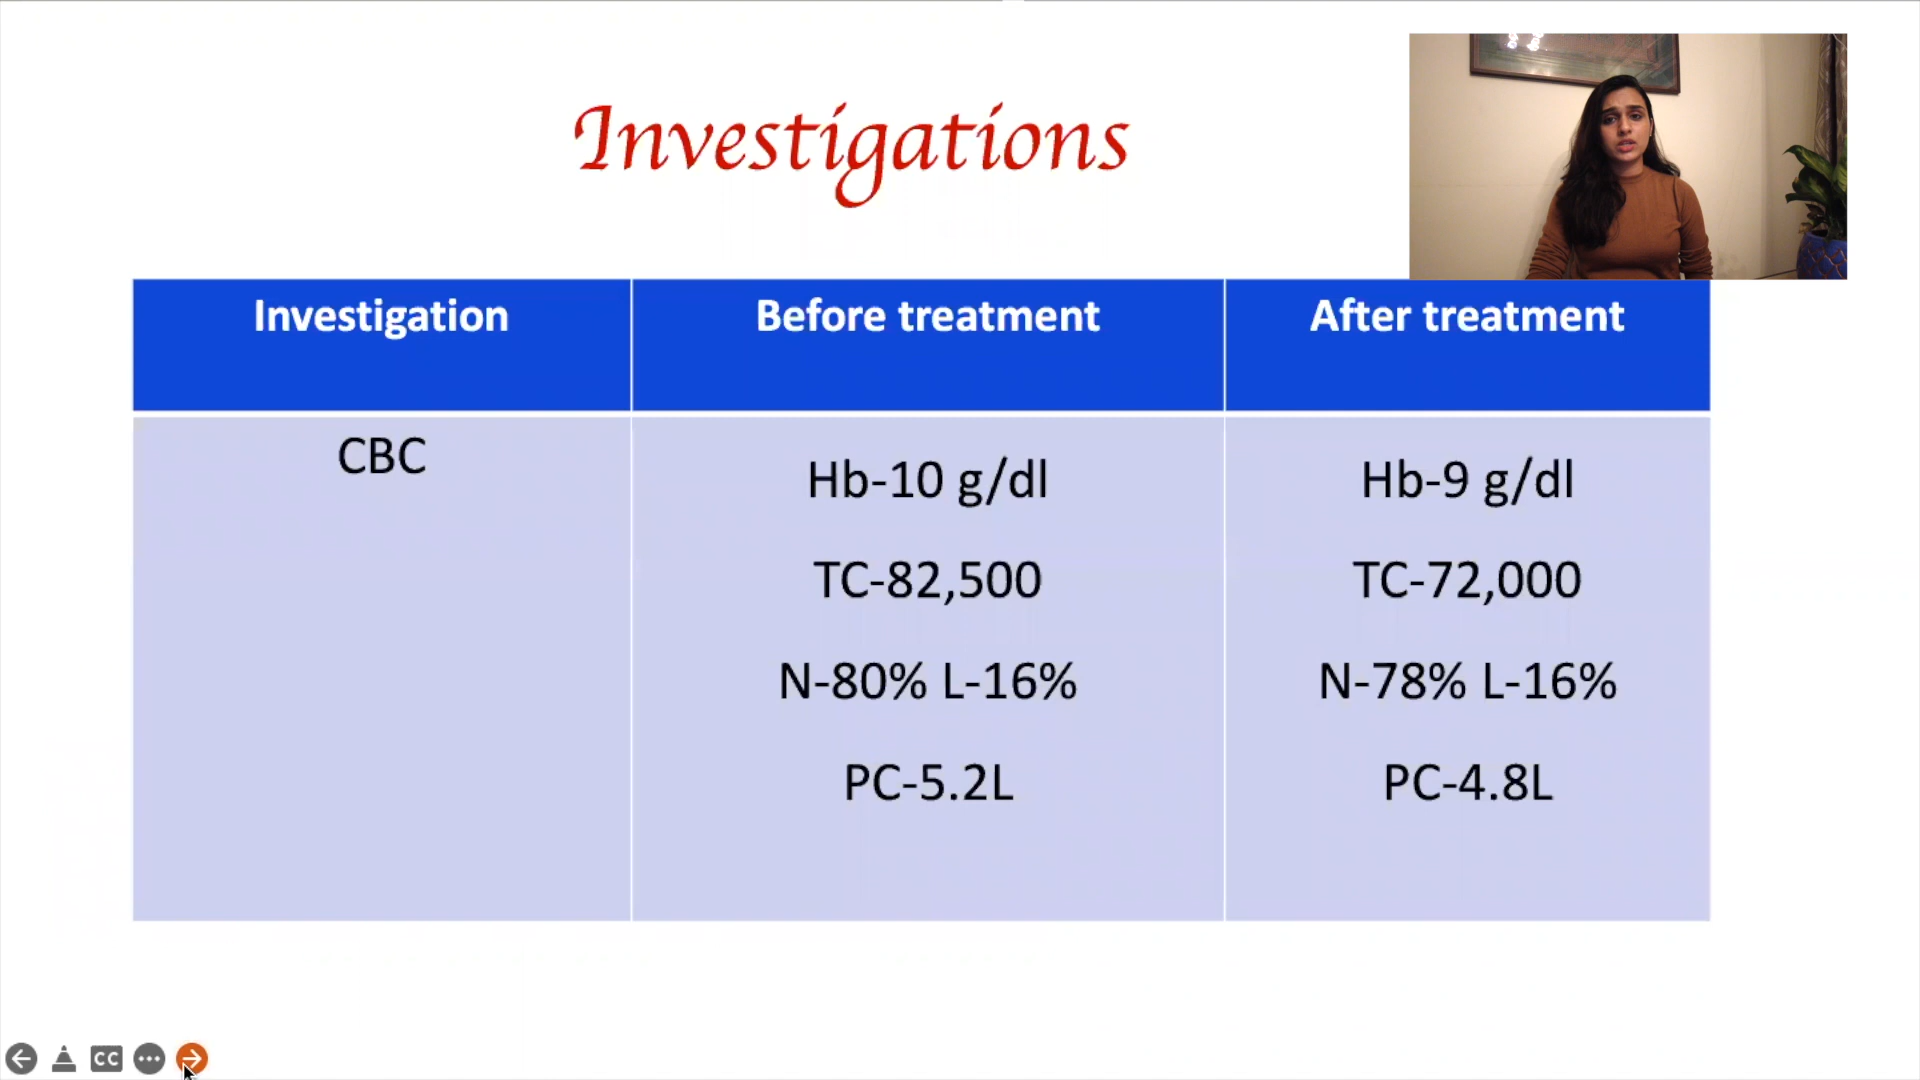 Investigations
Investigation
Before treatment
After treatment
CBC
Hb-10 g/dl
TC-82,500
N-80% L-16%
PC-5.2L
Hb-9 g/dl
TC-72,000
N-78% L-16%
PC-4.8L
CC